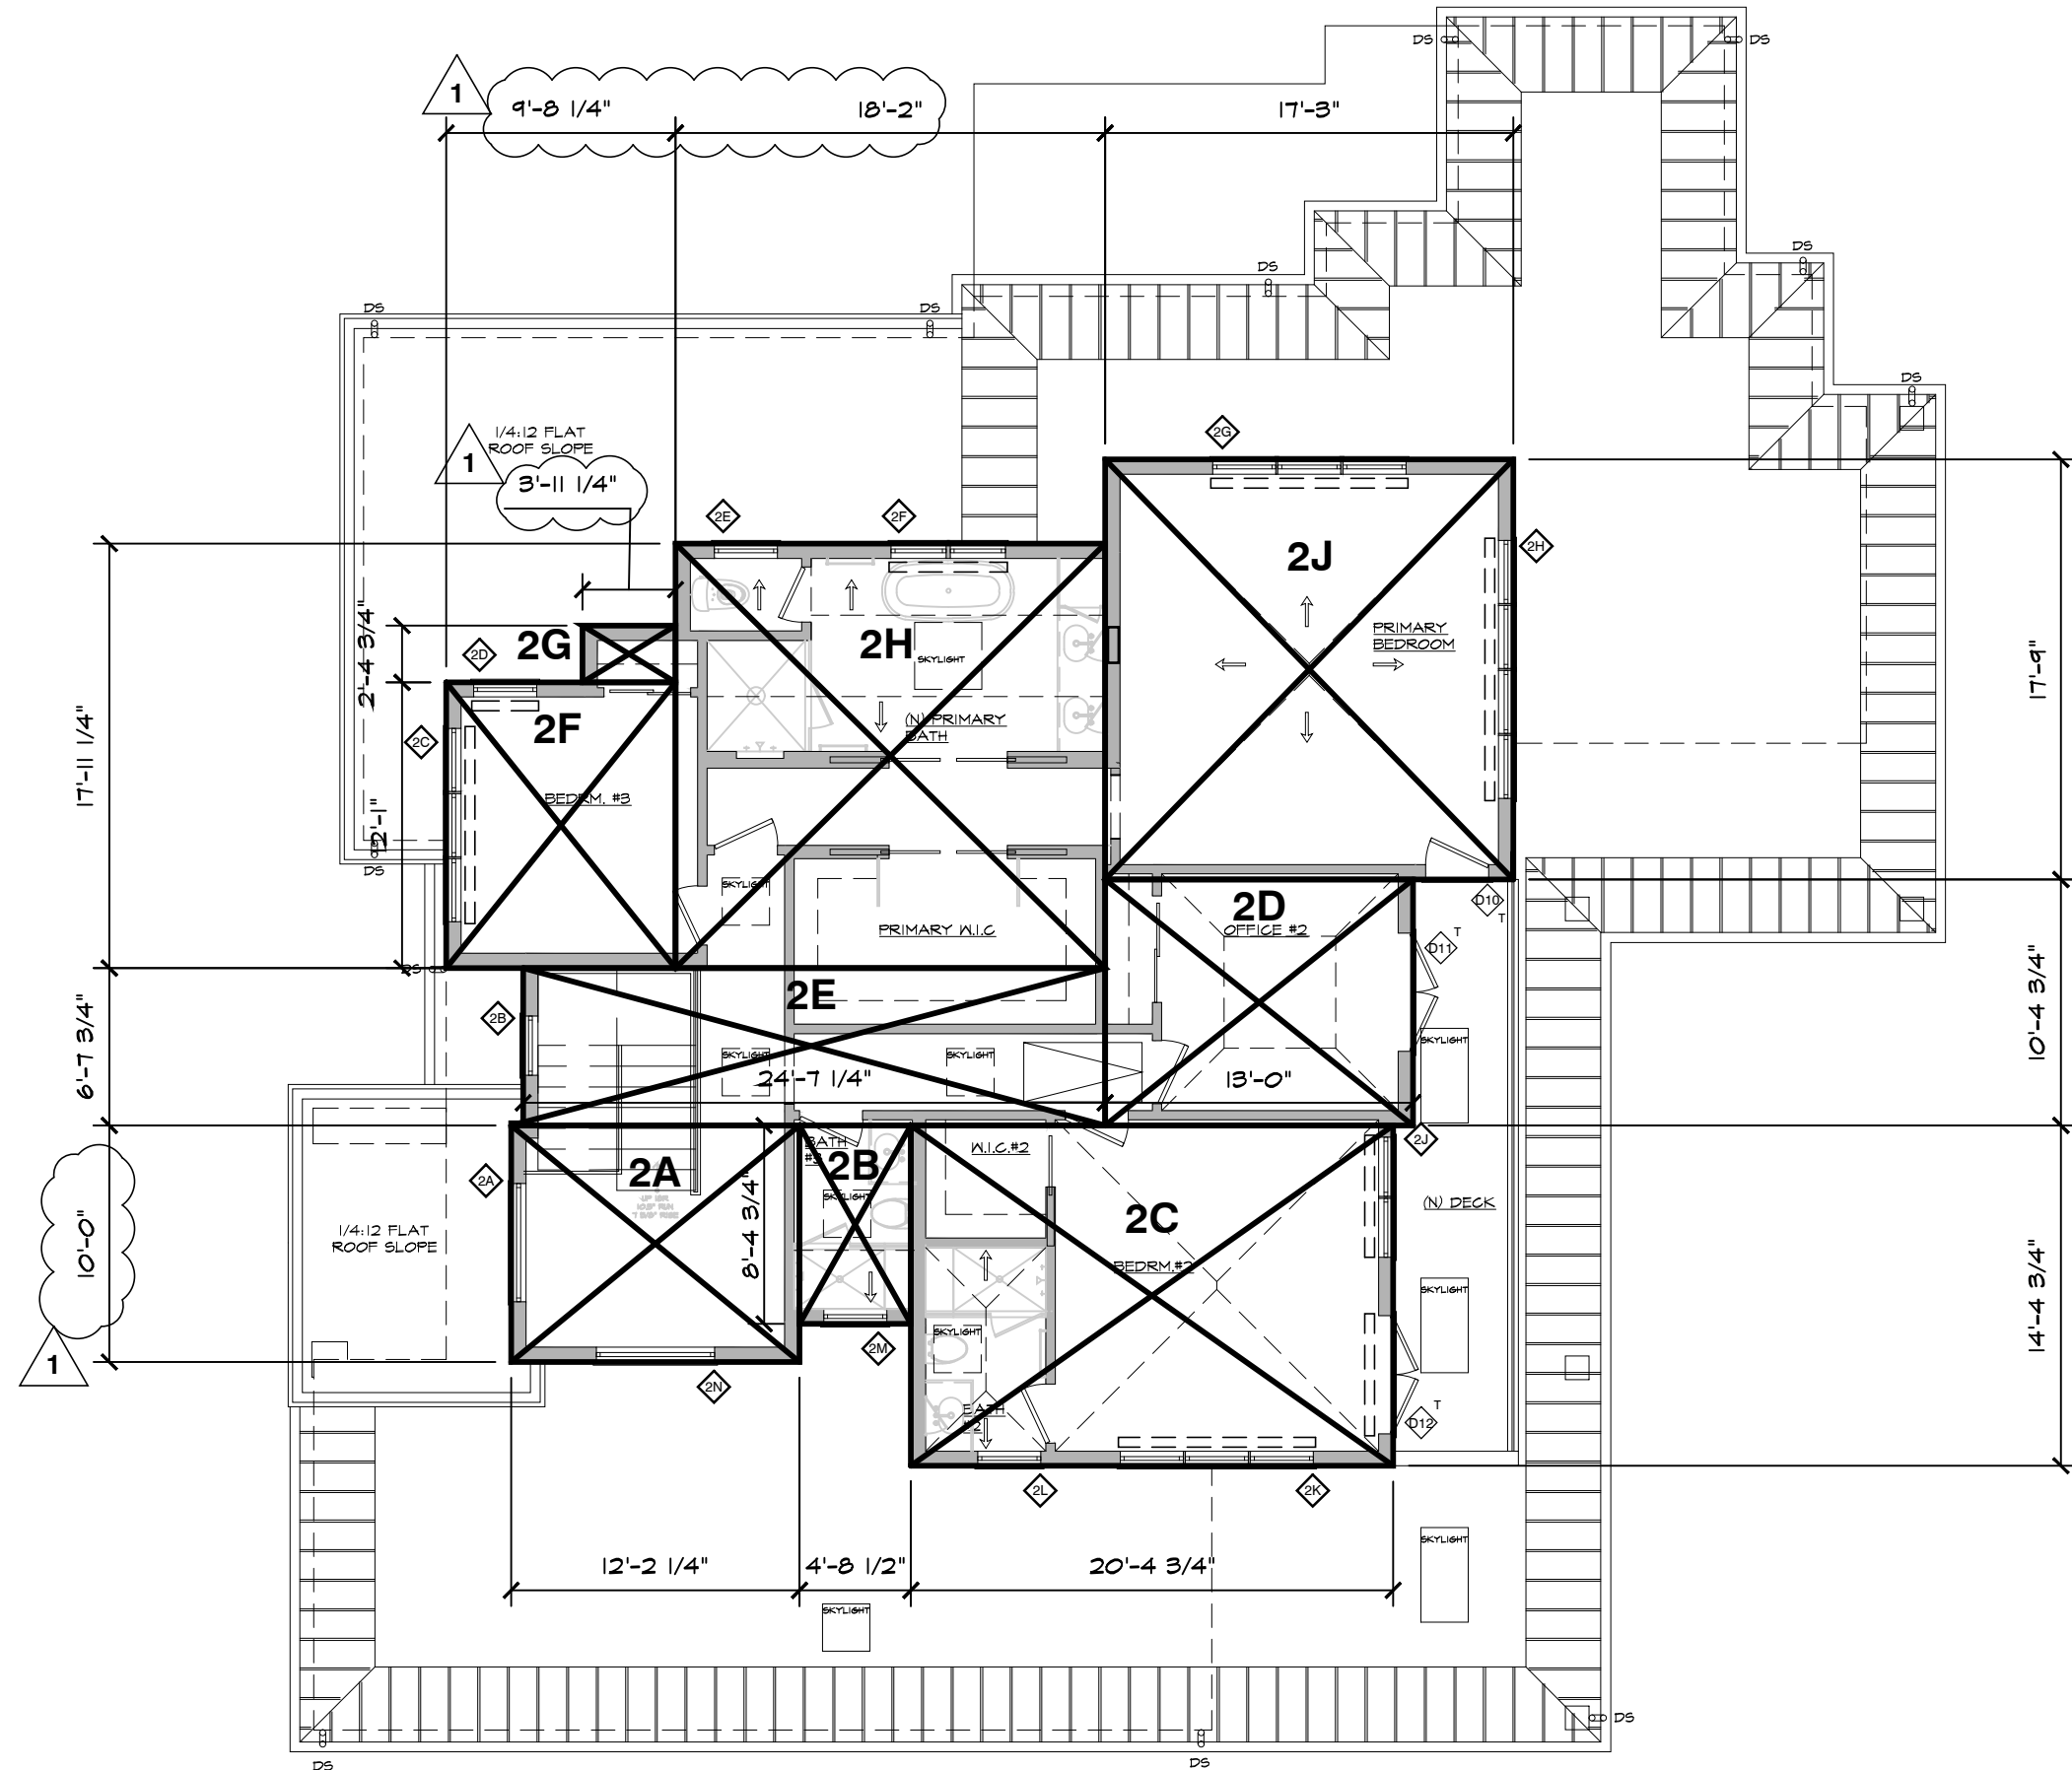 DS
DS
1
9'-8 1/4"
18'-2"
17'-3"
DS
DS
DS
DS
DS
2G
1/4:12 FLAT
ROOF SLOPE
1
3'-11 1/4"
2E
2F
2H
2J
PRIMARY
BEDROOM
2'-4 3/4"
2G
2D
2H
SKYLIGHT
17'-9"
2C
2F
(N) PRIMARY
BATH
17'-11 1/4"
BEDRM. #3
12'-1"
DS
SKYLIGHT
PRIMARY W.I.C
2D
OFFICE #2
D10
T
T
D11
DS
2E
2B
6'-7 3/4"
SKYLIGHT
SKYLIGHT
24'-7 1/4"
13'-0"
SKYLIGHT
10'-4 3/4"
2J
BATH
#3
W.I.C.#2
2A
2A
2B
SKYLIGHT
(N) DECK
8'-4 3/4"
2C
1/4:12 FLAT
ROOF SLOPE
10'-0"
BEDRM.#2
SKYLIGHT
14'-4 3/4"
1
2M
SKYLIGHT
2N
BATH
#2
T
D12
2L
2K
SKYLIGHT
12'-2 1/4"
4'-8 1/2"
20'-4 3/4"
SKYLIGHT
DS
DS
DS